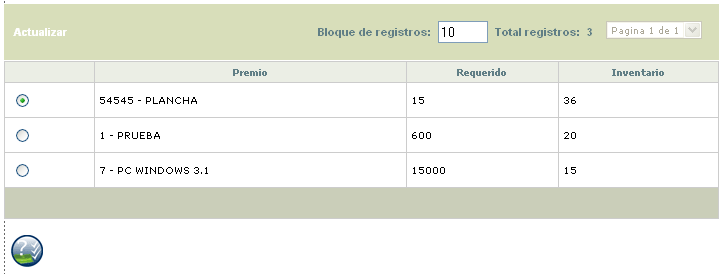 Actualizar Bloque de registros: 10 Total registros: 3 Pagina 1 de 1
Premio Requerido Inventario
54545 - PLANCHA 15 36
1 - PRUEBA 600 20
7 - PC WINDOWS 3.1 15000 15
?